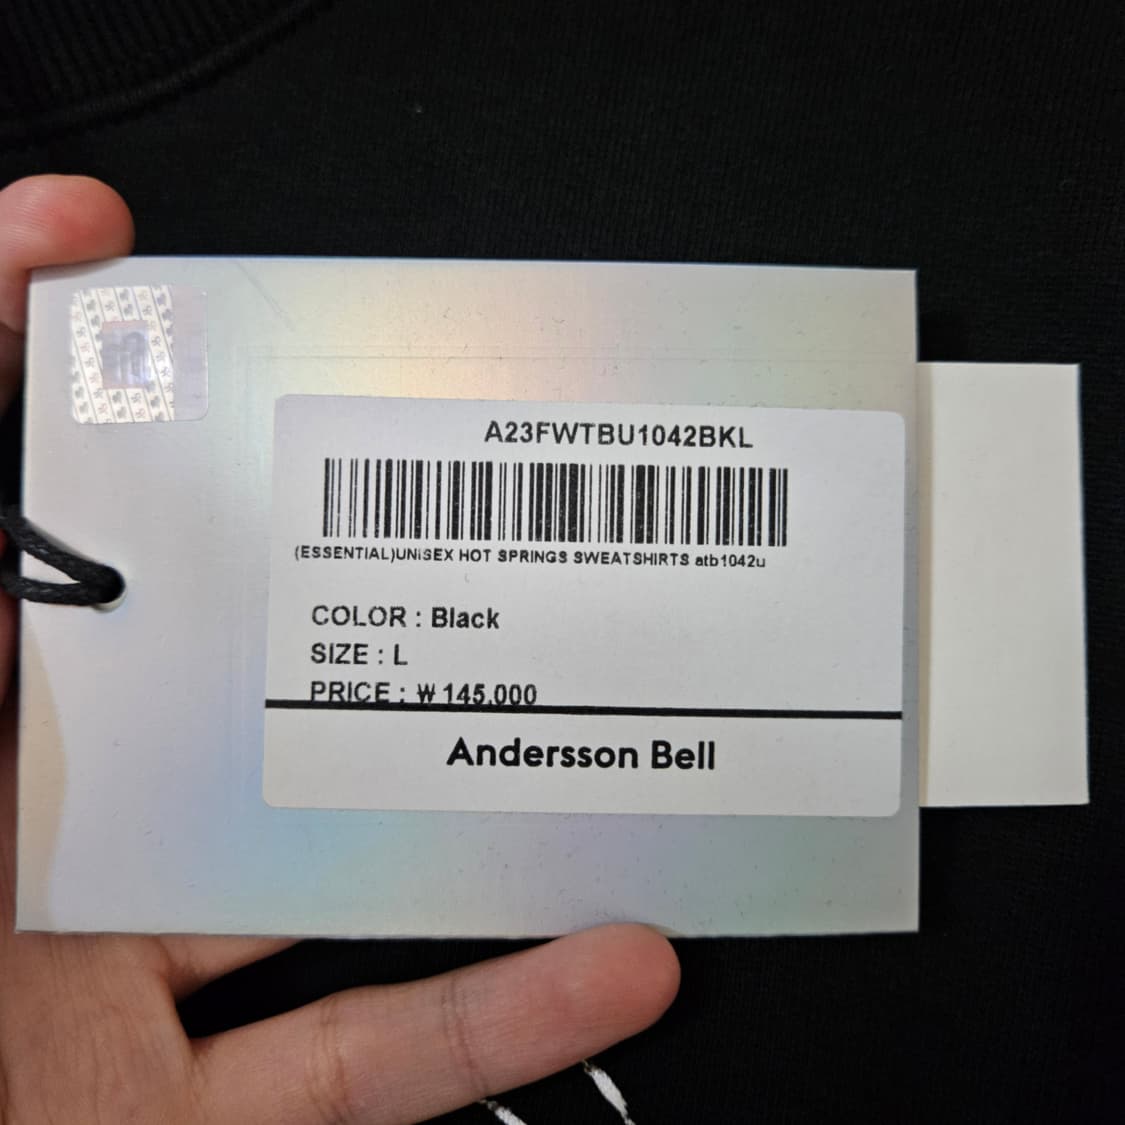 A23FWTBU1042BKL
(ESSENTIAL)UNISEX HOT SPRINGS SWEATSHIRTS atb1042u
COLOR : Black
SIZE : L
PRICE : ₩ 145,000
Andersson Bell